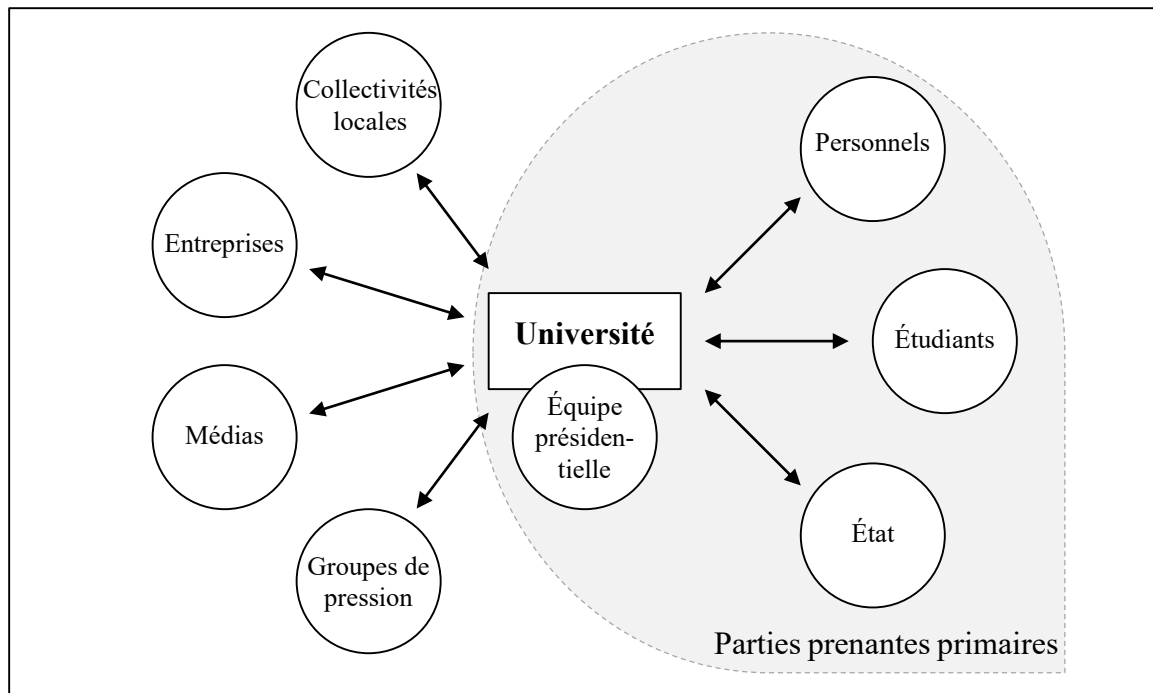 Collectivités
locales
Personnels
Entreprises
Université
Étudiants
Équipe
présiden-
tielle
Médias
État
Groupes de
pression
Parties prenantes primaires